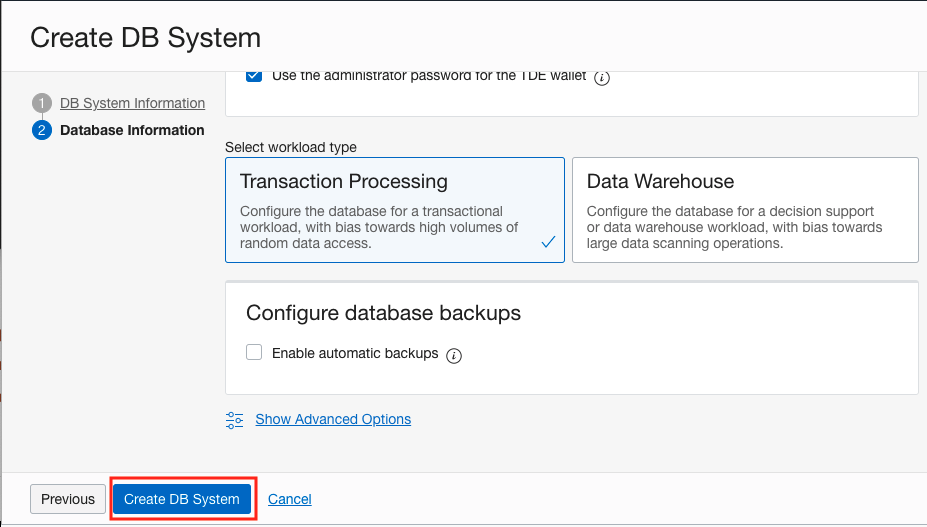 Create DB System
Use the administrator password for the TDE wallet
1 DB System Information
2 Database Information
Select workload type
Transaction Processing
Configure the database for a transactional
workload, with bias towards high volumes of
random data access.
Data Warehouse
Configure the database for a decision support
or data warehouse workload, with bias towards
large data scanning operations.
Configure database backups
Enable automatic backups
Show Advanced Options
Previous
Create DB System
Cancel